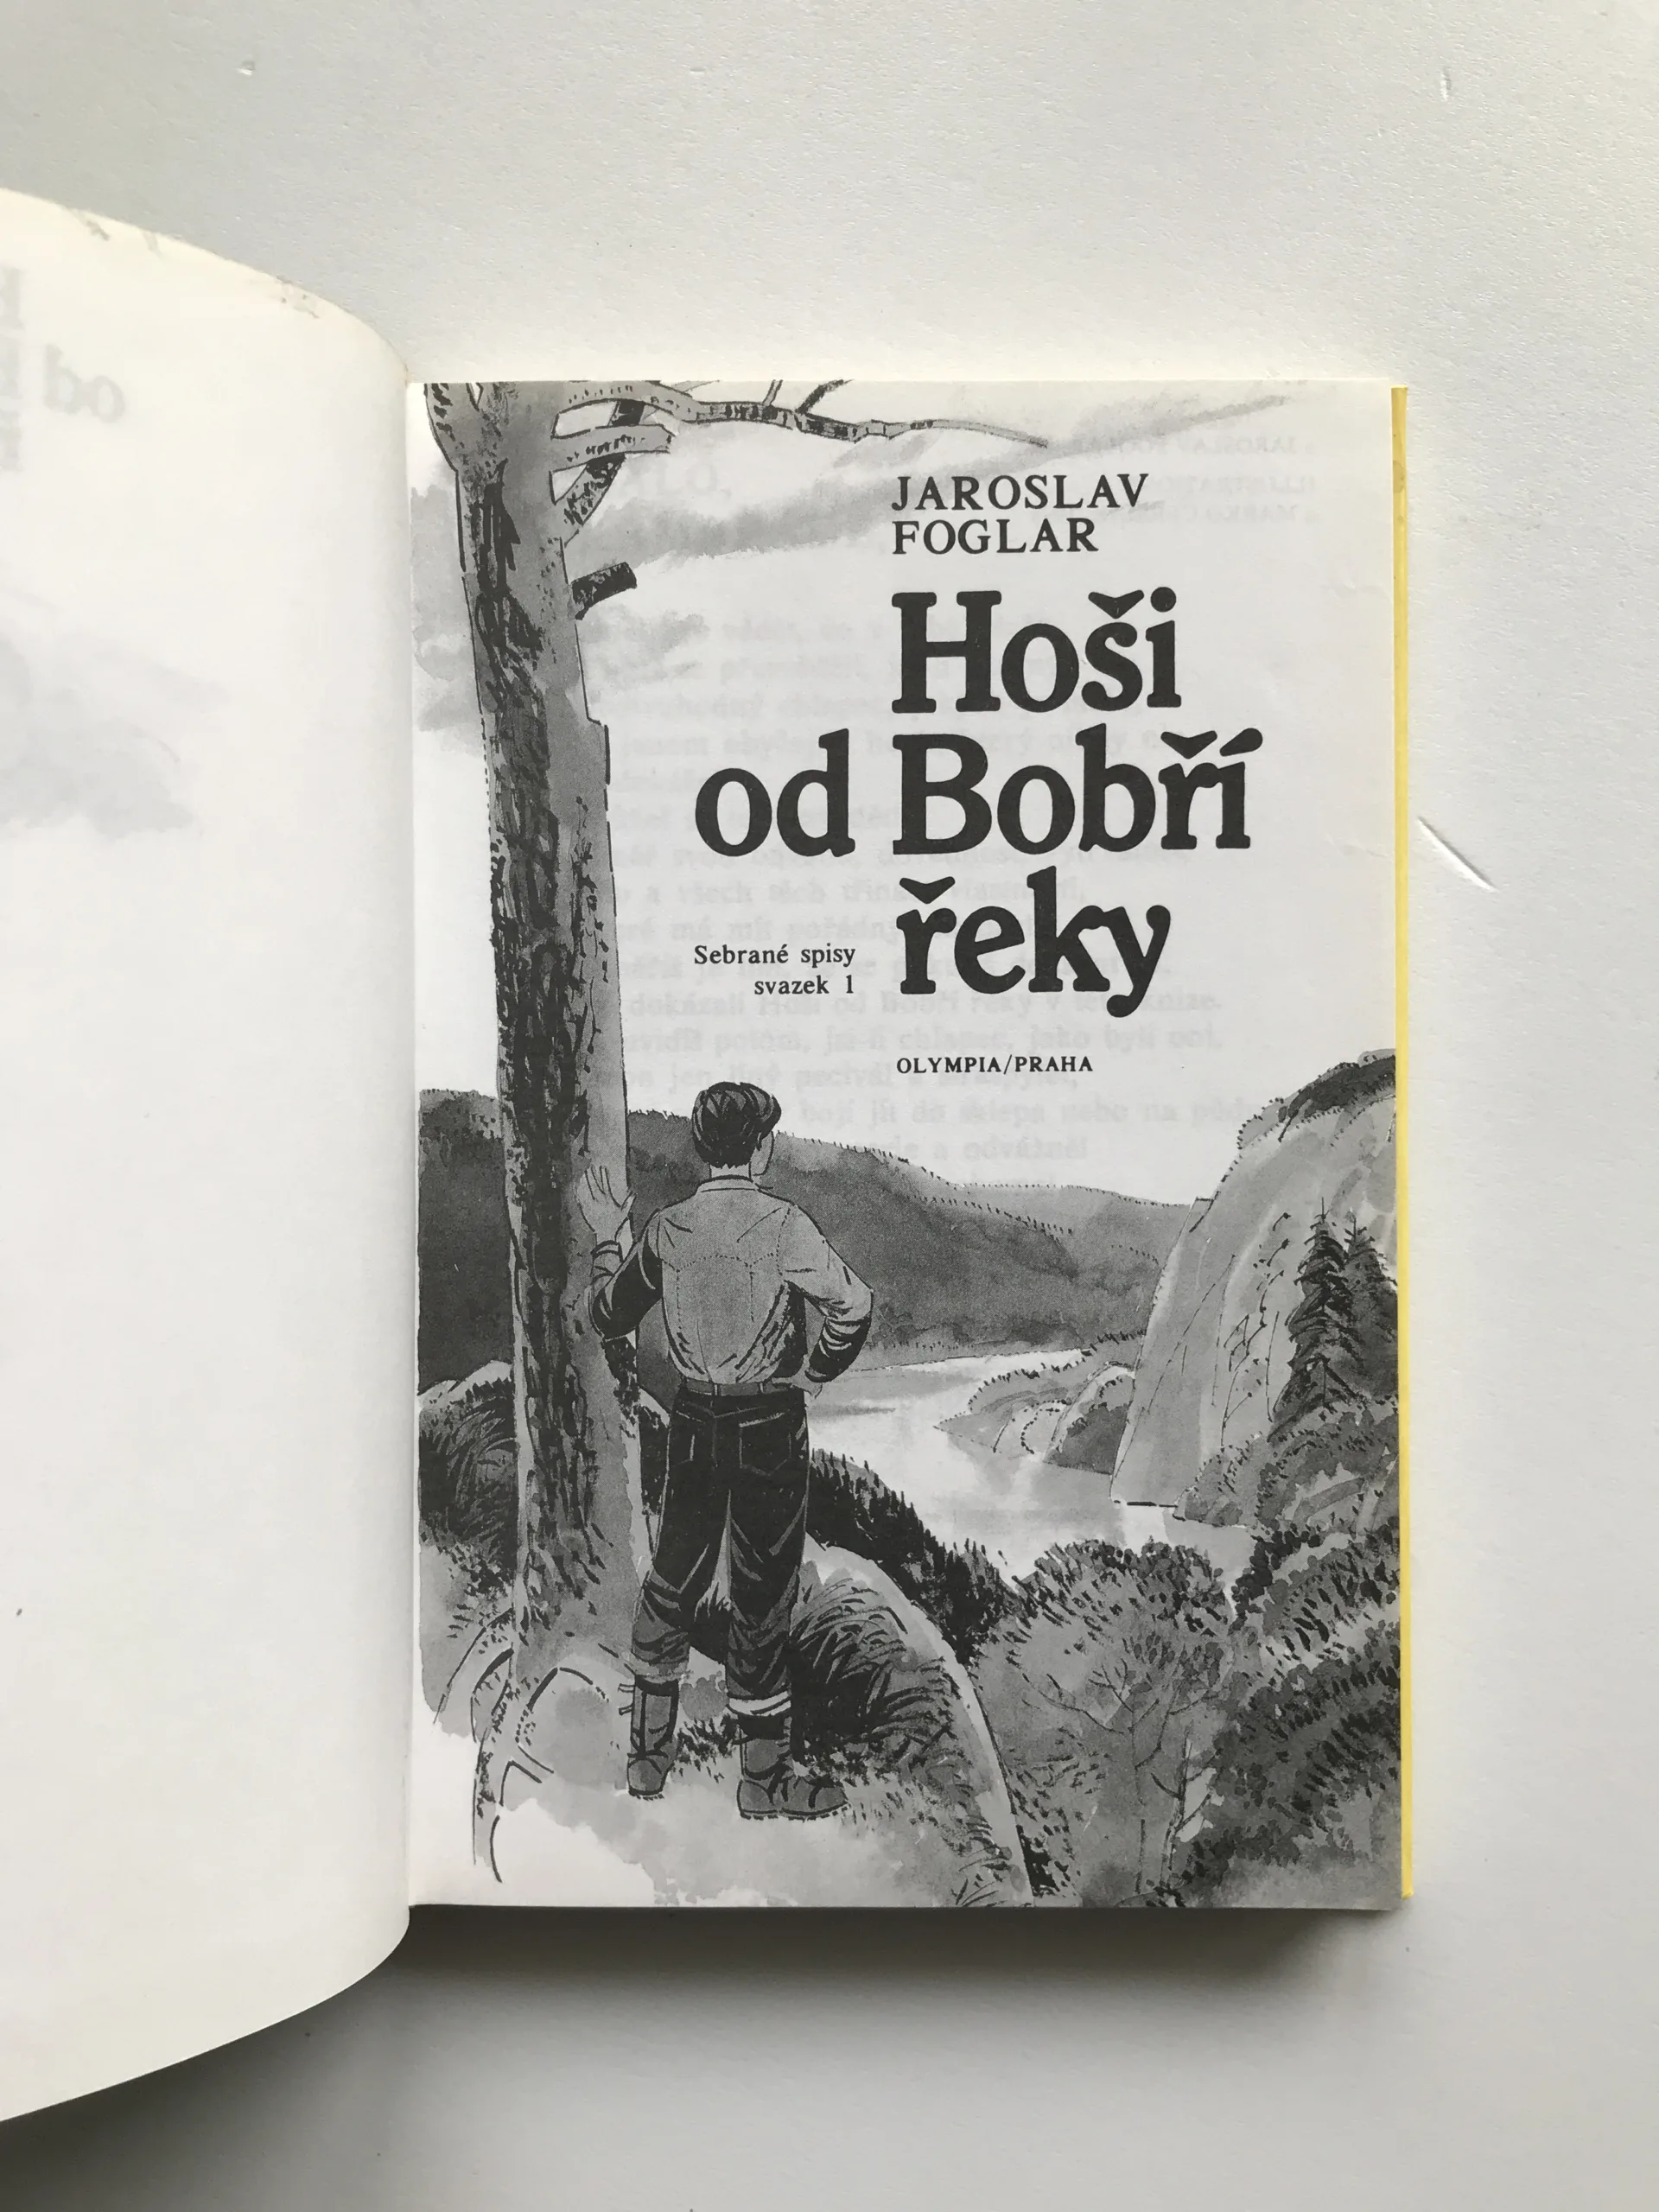 JAROSLAV
FOGLAR
Hoši
od Bobří
řeky
Sebrané spisy
svazek 1
OLYMPIA/PRAHA